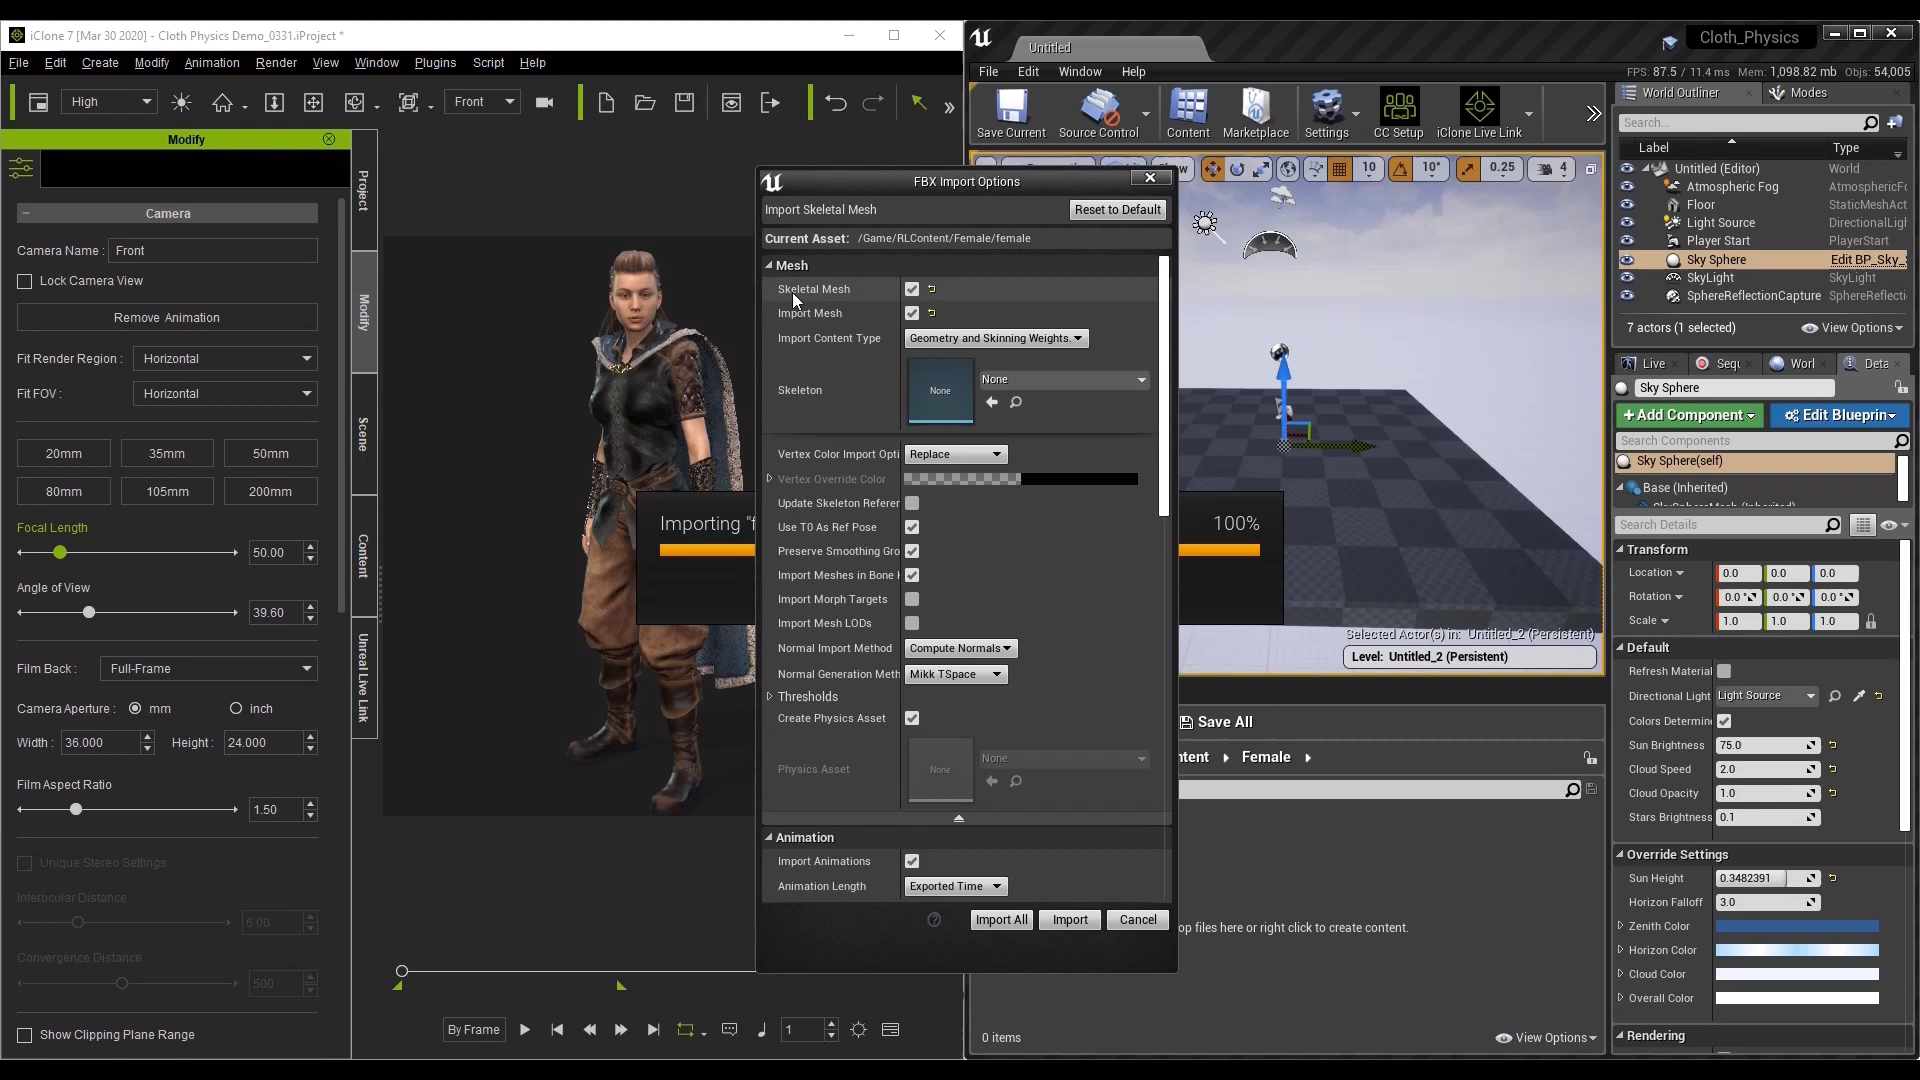 iClone 7 [Mar 30 2020] - Cloth Physics Demo_0331.iProject *
File Edit Create Modify Animation Render View Window Plugins Script Help
High
Front
Modify
Camera
Camera Name : Front
Lock Camera View
Remove Animation
Fit Render Region : Horizontal
Fit FOV : Horizontal
20mm 35mm 50mm
80mm 105mm 200mm
Focal Length
50.00
Angle of View
39.60
Film Back : Full-Frame
Camera Aperture : mm inch
Width : 36.000 Height : 24.000
Film Aspect Ratio
1.50
Unique Stereo Settings
Interocular Distance
6.00
Convergence Distance
500
Show Clipping Plane Range
Project
Modify
Scene
Content
Unreal Live Link
By Frame
1
Importing "f
100%
FBX Import Options
Import Skeletal Mesh
Reset to Default
Current Asset: /Game/RLContent/Female/female
Mesh
Skeletal Mesh
Import Mesh
Import Content Type Geometry and Skinning Weights.
Skeleton None None
Vertex Color Import Opti Replace
Vertex Override Color
Update Skeleton Referer
Use T0 As Ref Pose
Preserve Smoothing Gro
Import Meshes in Bone
Import Morph Targets
Import Mesh LODs
Normal Import Method Compute Normals
Normal Generation Meth Mikk TSpace
Thresholds
Create Physics Asset
Physics Asset None None
Animation
Import Animations
Animation Length Exported Time
Import All Import Cancel
Untitled
Cloth_Physics
File Edit Window Help
FPS: 87.5 / 11.4 ms Mem: 1,098.82 mb Objs: 54,005
Save Current Source Control Content Marketplace Settings CC Setup iClone Live Link
10 10° 0.25 4
Selected Actor(s) in: Untitled_2 (Persistent)
Level: Untitled_2 (Persistent)
Save All
ntent Female
op files here or right click to create content.
0 items
View Options
World Outliner Modes
Search...
Label Type
Untitled (Editor) World
Atmospheric Fog AtmosphericFo
Floor StaticMeshAct
Light Source DirectionalLigh
Player Start PlayerStart
Sky Sphere Edit BP_Sky_S
SkyLight SkyLight
SphereReflectionCapture SphereReflecti
7 actors (1 selected) View Options
Live Sequ Worl Deta
Sky Sphere
+Add Component Edit Blueprin
Search Components
Sky Sphere(self)
Base (Inherited)
Search Details
Transform
Location 0.0 0.0 0.0
Rotation 0.0 ° 0.0 ° 0.0 °
Scale 1.0 1.0 1.0
Default
Refresh Material
Directional Light Light Source
Colors Determin
Sun Brightness 75.0
Cloud Speed 2.0
Cloud Opacity 1.0
Stars Brightness 0.1
Override Settings
Sun Height 0.3482391
Horizon Falloff 3.0
Zenith Color
Horizon Color
Cloud Color
Overall Color
Rendering